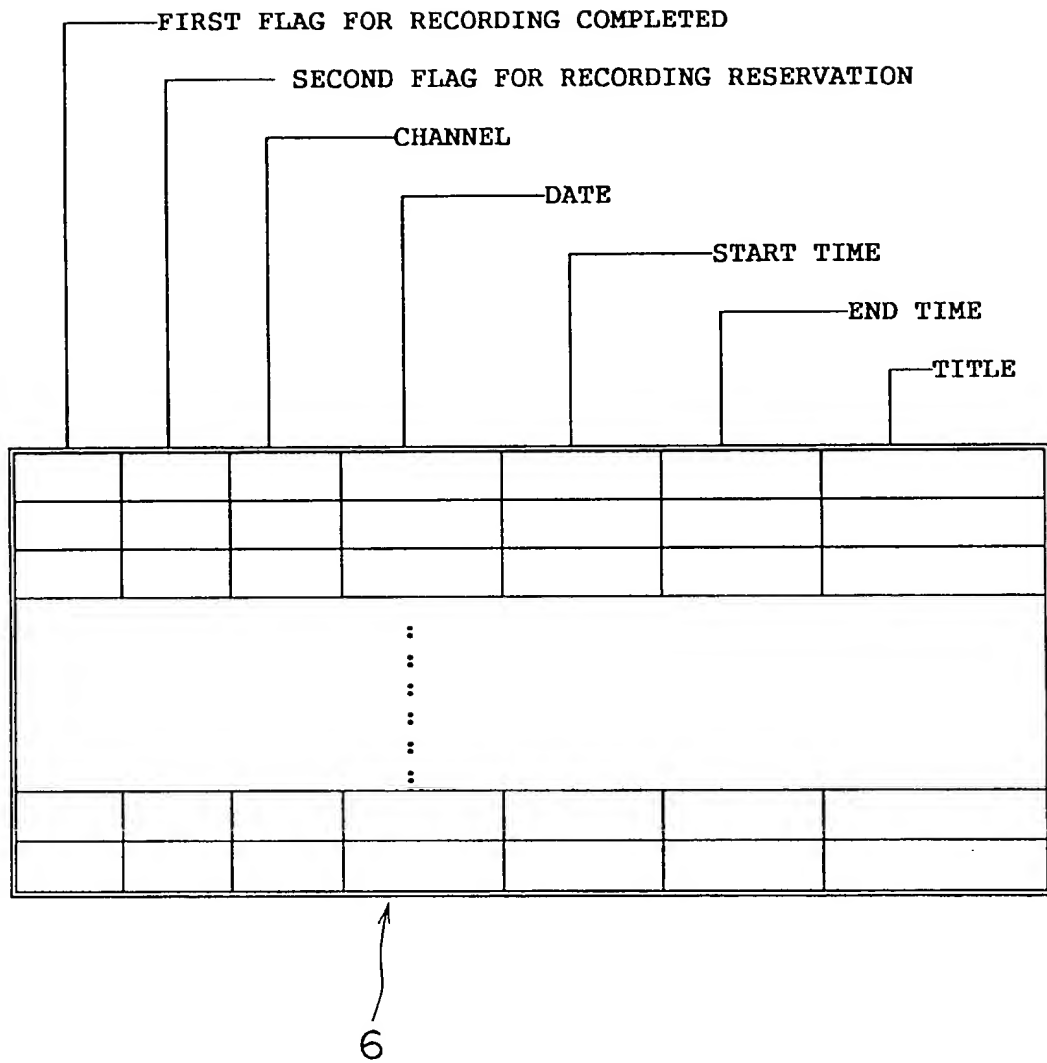 FIRST FLAG FOR RECORDING COMPLETED
SECOND FLAG FOR RECORDING RESERVATION
CHANNEL
DATE
START TIME
END TIME
TITLE
6